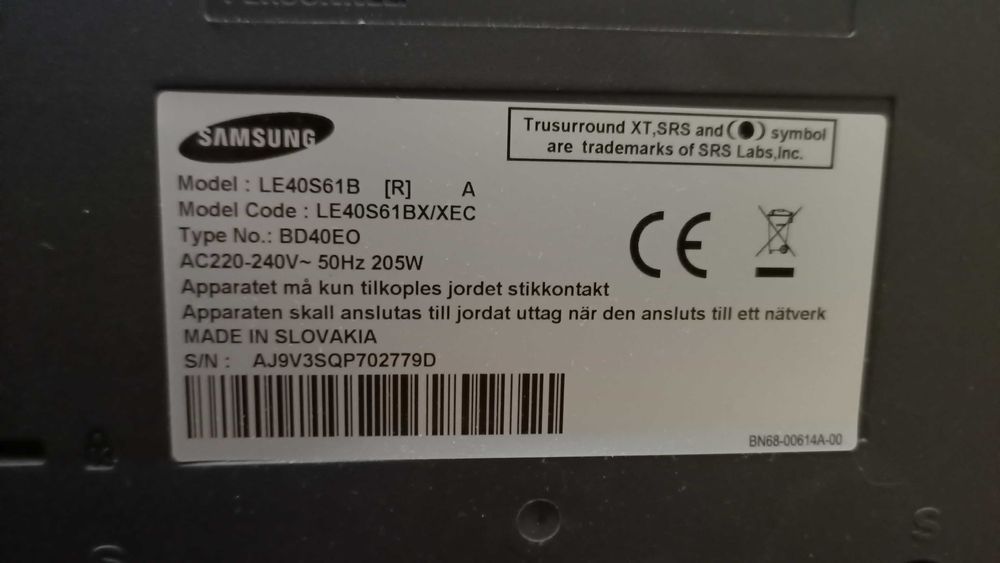 SAMSUNG
Trusurround XT,SRS and(●) symbol
are trademarks of SRS Labs,Inc.
Model : LE40S61B [R] A
Model Code : LE40S61BX/XEC
Type No.: BD40EO
AC220-240V~ 50Hz 205W
Apparatet må kun tilkoples jordet stikkontakt
Apparaten skall anslutas till jordat uttag när den ansluts till ett nätverk
MADE IN SLOVAKIA
S/N : AJ9V3SQP702779D
CE
BN68-00614A-00
S